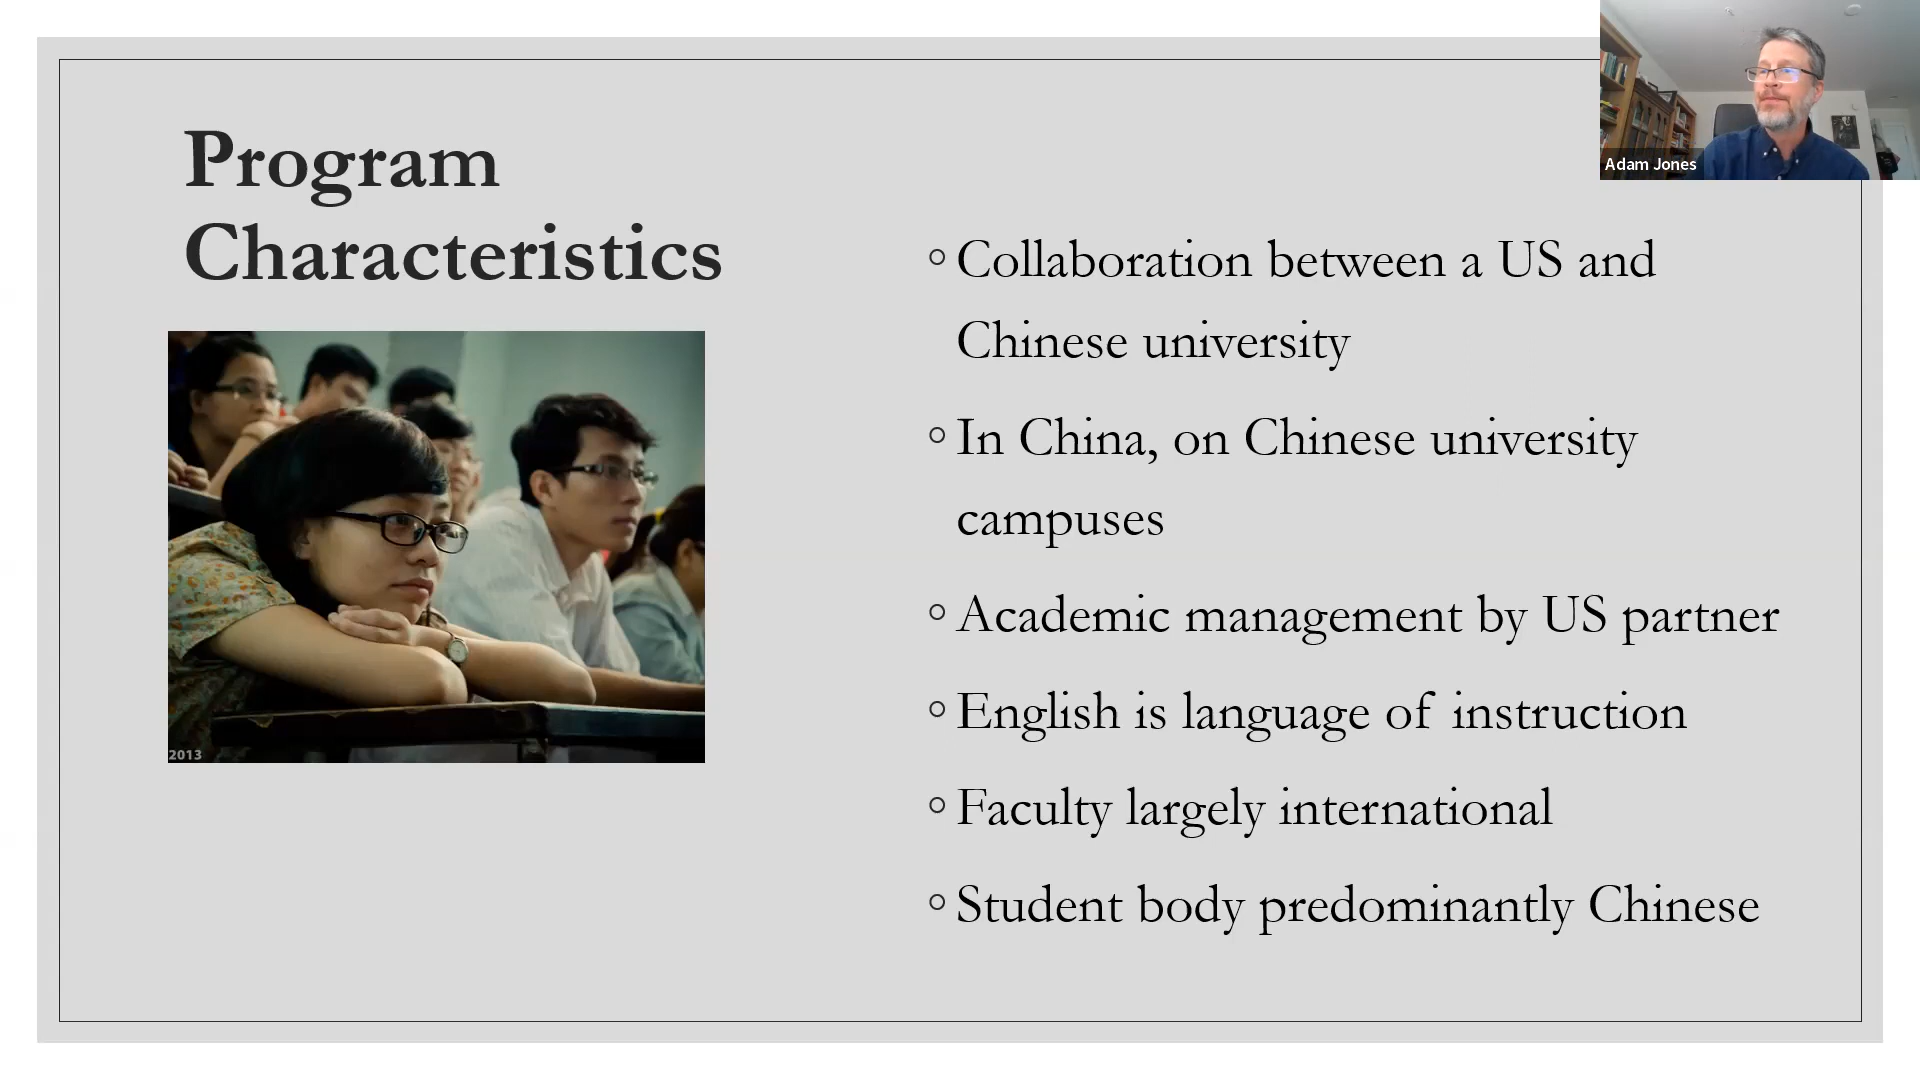 Program
Characteristics
2013
Collaboration between a US and
Chinese university
In China, on Chinese university
campuses
Academic management by US partner
English is language of instruction
Faculty largely international
Student body predominantly Chinese
Adam Jones